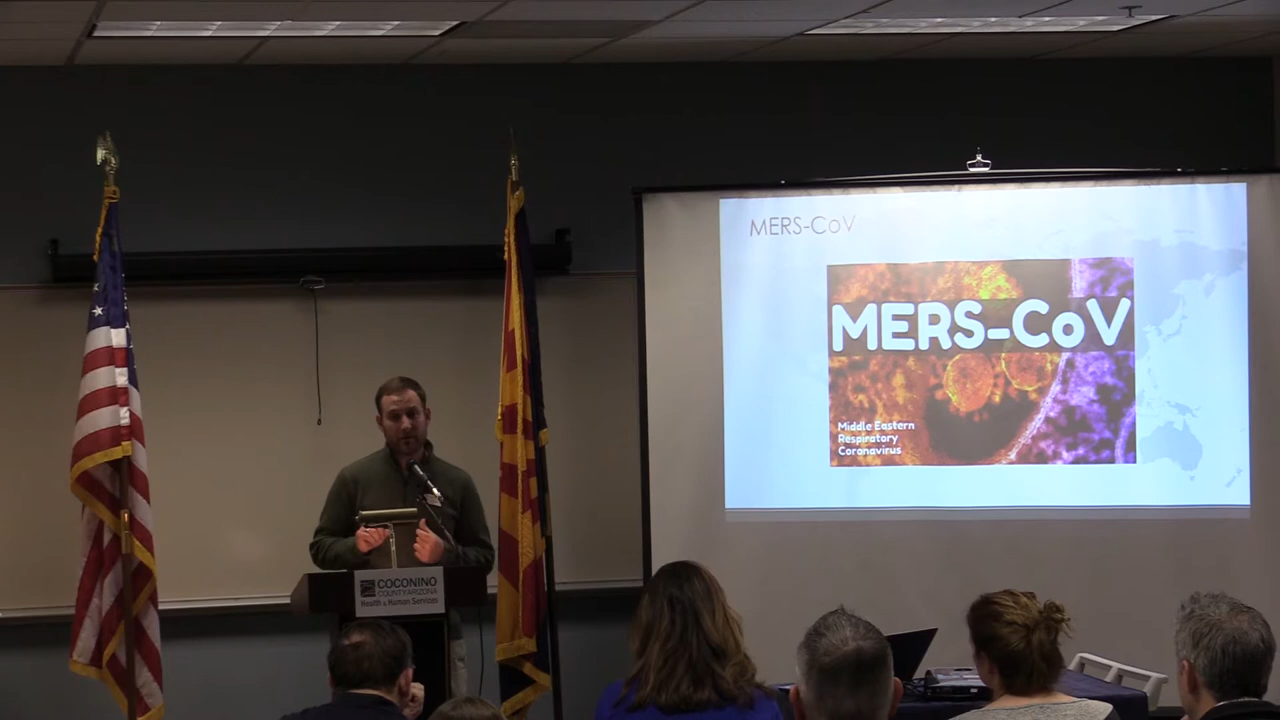 COCONINO
COUNTY ARIZONA
Health & Human Services
MERS-CoV
MERS-CoV
Middle Eastern
Respiratory
Coronavirus